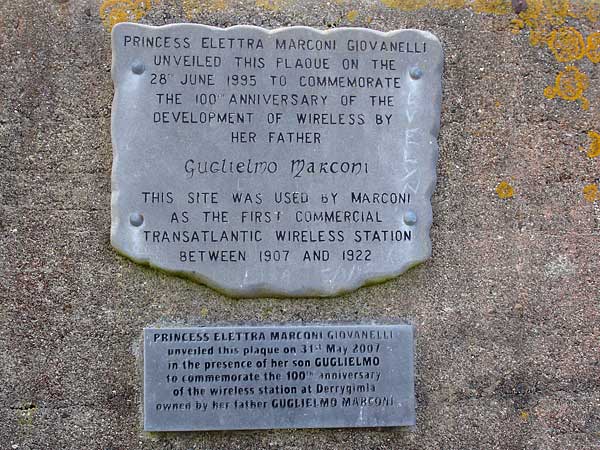 PRINCESS ELETTRA MARCONI GIOVANELLI
UNVEILED THIS PLAQUE ON THE
28TH JUNE 1995 TO COMMEMORATE
THE 100TH ANNIVERSARY OF THE
DEVELOPMENT OF WIRELESS BY
HER FATHER
Guglielmo Marconi
THIS SITE WAS USED BY MARCONI
AS THE FIRST COMMERCIAL
TRANSATLANTIC WIRELESS STATION
BETWEEN 1907 AND 1922
PRINCESS ELETTRA MARCONI GIOVANELLI
unveiled this plaque on 31st May 2007
in the presence of her son GUGLIELMO
to commemorate the 100th anniversary
of the wireless station at Derrygimla
owned by her father GUGLIELMO MARCONI